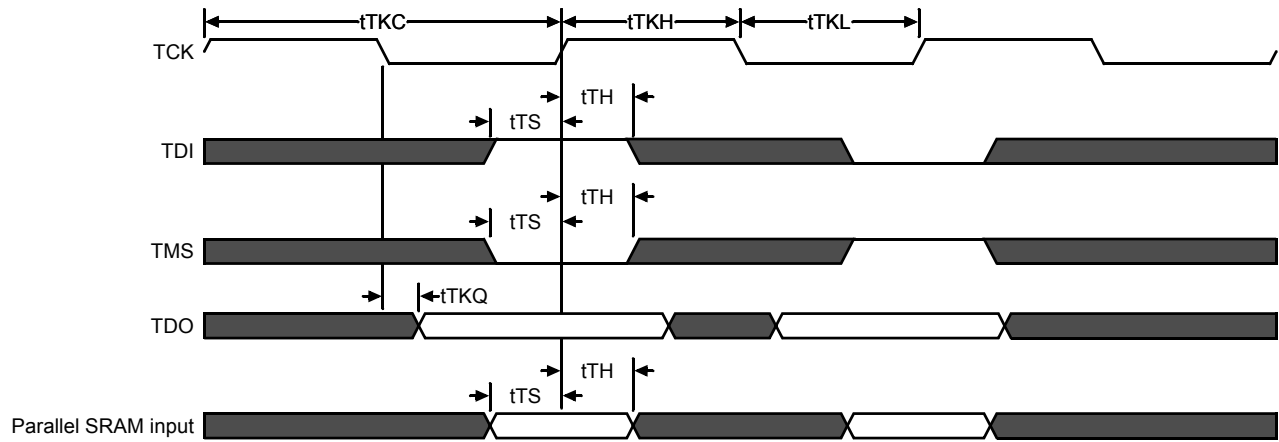 tTKC tTKH tTKL
TCK
tTH
tTS
TDI
tTH
tTS
TMS
tTKQ
TDO
tTH
tTS
Parallel SRAM input